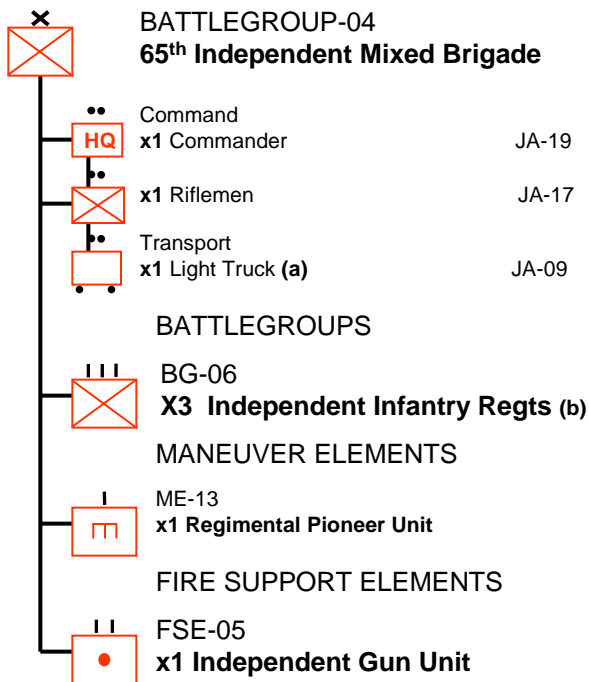 BATTLEGROUP-04
65th Independent Mixed Brigade
Command
HQ x1 Commander JA-19
x1 Riflemen JA-17
Transport
x1 Light Truck (a) JA-09
BATTLEGROUPS
BG-06
X3 Independent Infantry Regts (b)
MANEUVER ELEMENTS
ME-13
x1 Regimental Pioneer Unit
FIRE SUPPORT ELEMENTS
FSE-05
x1 Independent Gun Unit